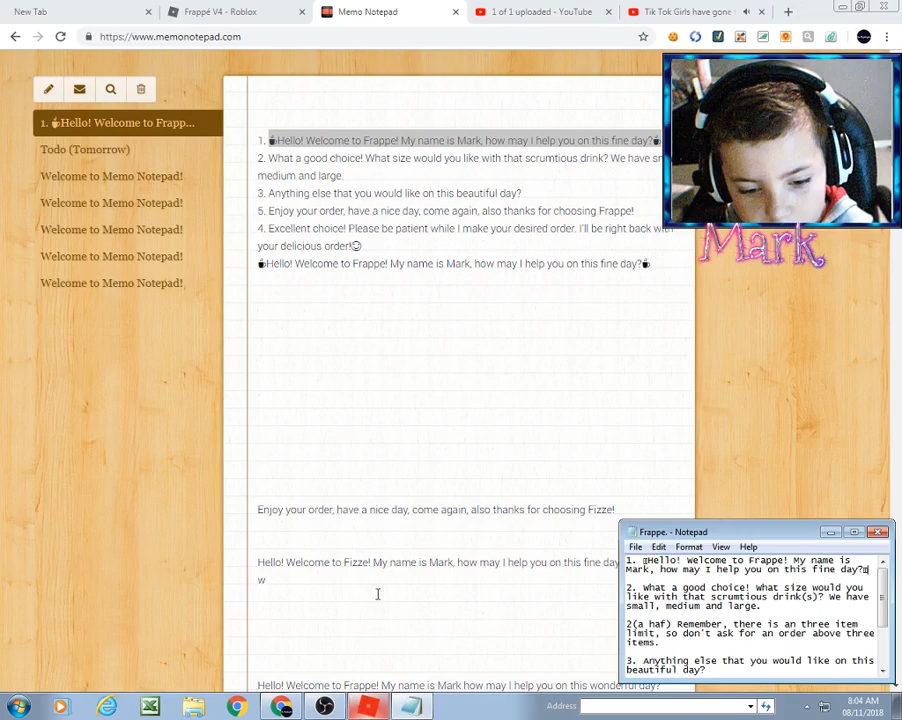 New Tab
Frappé V4 - Roblox
Memo Notepad
1 of 1 uploaded - YouTube
Tik Tok Girls have gone
https://www.memonotepad.com
1. ☕Hello! Welcome to Frapp...
Todo (Tomorrow)
Welcome to Memo Notepad!
Welcome to Memo Notepad!
Welcome to Memo Notepad!
Welcome to Memo Notepad!
Welcome to Memo Notepad!
1. ☕Hello! Welcome to Frappe! My name is Mark, how may I help you on this fine day?☕
2. What a good choice! What size would you like with that scrumtious drink? We have
medium and large.
3. Anything else that you would like on this beautiful day?
5. Enjoy your order, have a nice day, come again, also thanks for choosing Frappe!
4. Excellent choice! Please be patient while I make your desired order. I'll be right back with
your delicious order!☺
☕Hello! Welcome to Frappe! My name is Mark, how may I help you on this fine day?☕
Mark
Enjoy your order, have a nice day, come again, also thanks for choosing Fizze!
Hello! Welcome to Fizze! My name is Mark, how may I help you on this fine day
w
Hello! Welcome to Frappe! My name is Mark how may I help you on this wonderful day?
Frappe. - Notepad
File Edit Format View Help
1. Hello! Welcome to Frappe! My name is
Mark, how may I help you on this fine day?
2. What a good choice! What size would you
like with that scrumtious drink(s)? We have
small, medium and large.
2(a haf) Remember, there is an three item
limit, so don't ask for an order above three
items.
3. Anything else that you would like on this
beautiful day?
Address
8:04 AM
08/11/2018